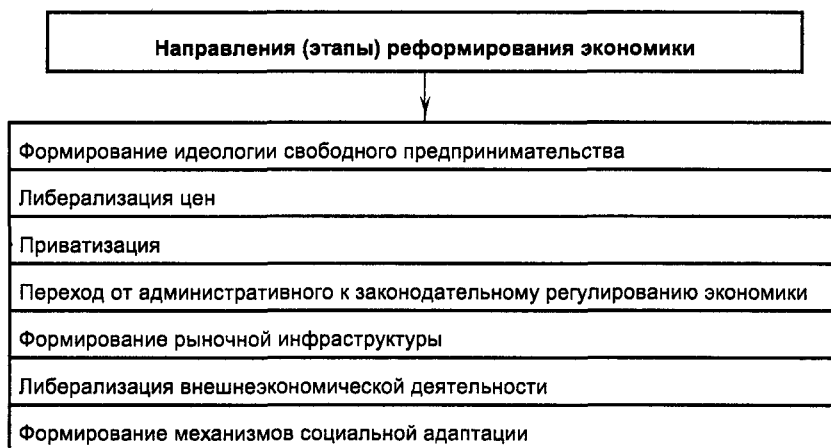 Направления (этапы) реформирования экономики
Формирование идеологии свободного предпринимательства
Либерализация цен
Приватизация
Переход от административного к законодательному регулированию экономики
Формирование рыночной инфраструктуры
Либерализация внешнеэкономической деятельности
Формирование механизмов социальной адаптации